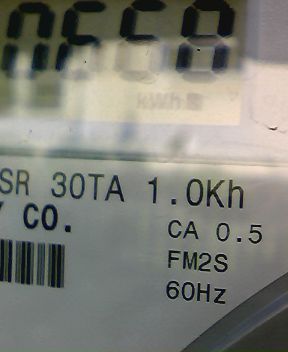 kWh
SR 30TA 1.0Kh
Y CO.
CA 0.5
FM2S
60Hz